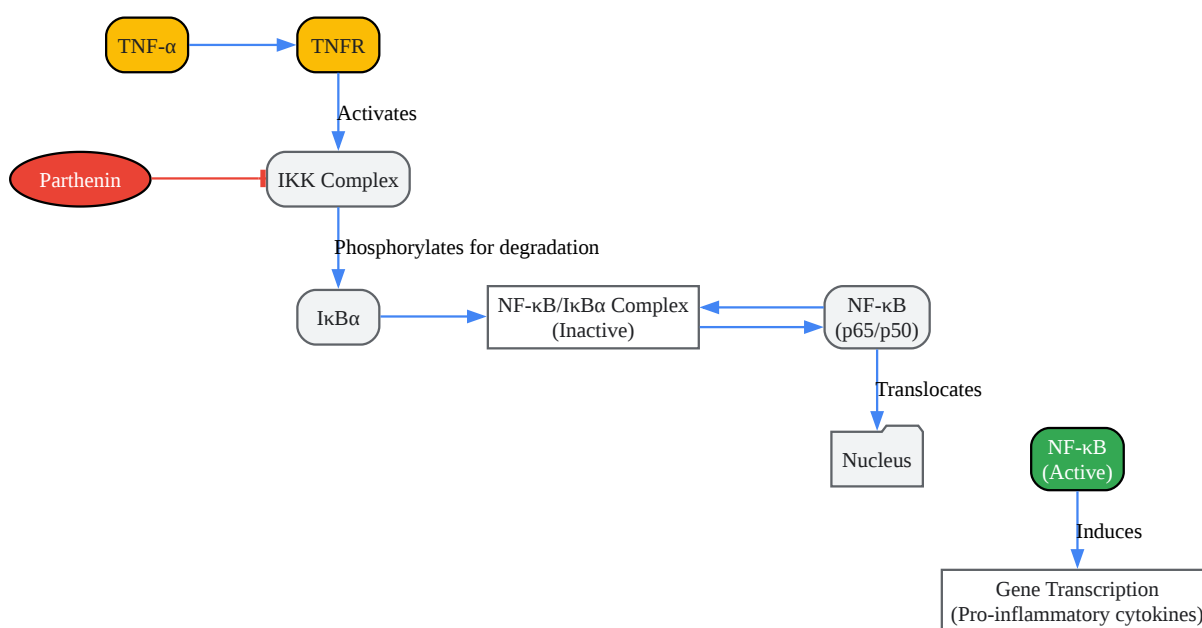 TNF-α
TNFR
Activates
Parthenin
IKK Complex
Phosphorylates for degradation
IκBα
NF-κB/IκBα Complex
(Inactive)
NF-κB
(p65/p50)
Translocates
Nucleus
NF-κB
(Active)
Induces
Gene Transcription
(Pro-inflammatory cytokines)